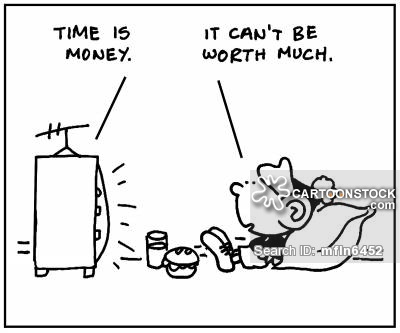 TIME IS
MONEY.
IT CAN'T BE
WORTH MUCH.
CARTOONSTOCK
.com
Search ID: mfln6452